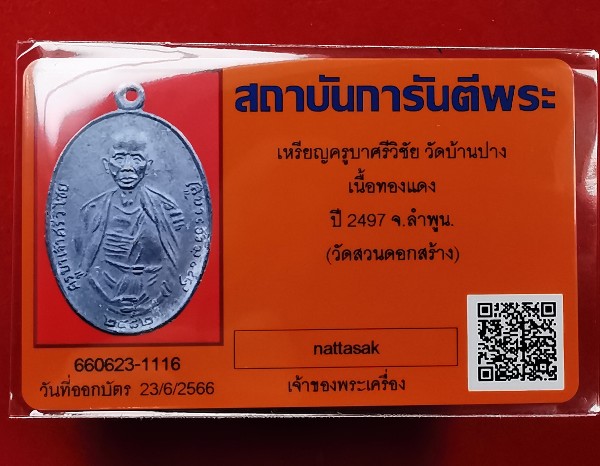 สถาบันการันตีพระ
เหรียญครูบาศรีวิชัย วัดบ้านปาง
เนื้อทองแดง
ปี 2497 จ.ลำพูน.
(วัดสวนดอกสร้าง)
nattasak
เจ้าของพระเครื่อง
๒๔๘๒
660623-1116
วันที่ออกบัตร 23/6/2566